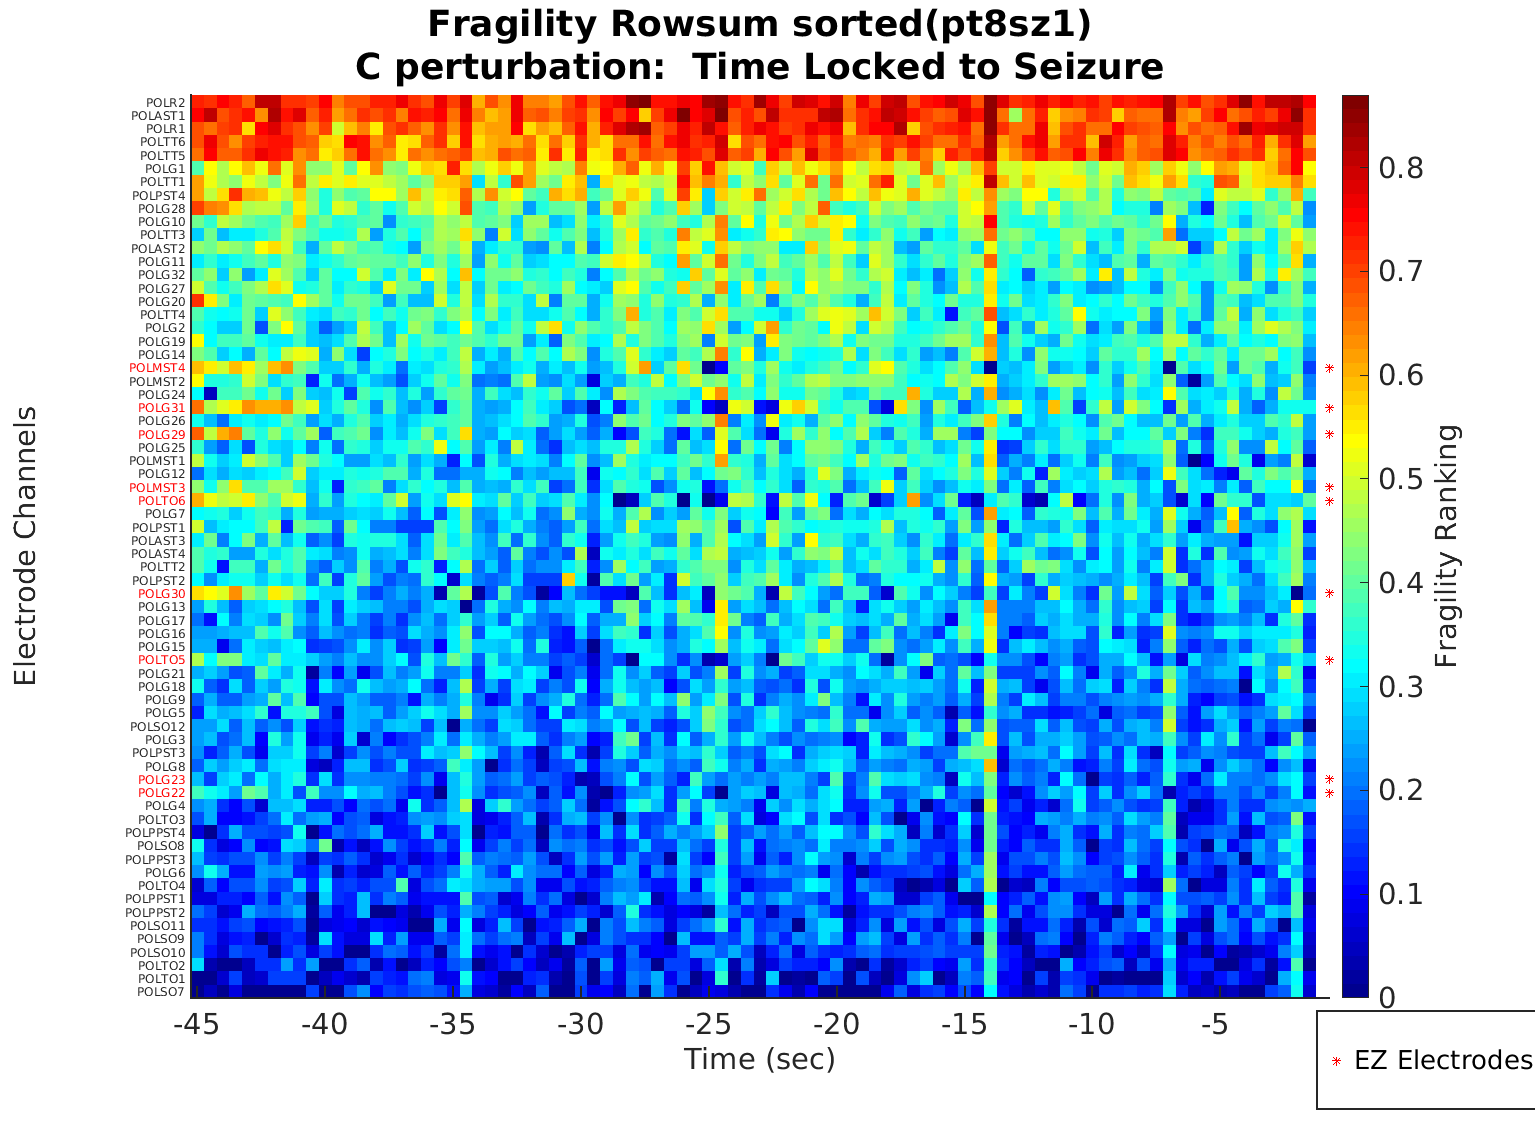 Fragility Rowsum sorted(pt8sz1)
C perturbation:  Time Locked to Seizure
Electrode Channels
POLR2
POLAST1
POLR1
POLTT6
POLTT5
POLG1
POLTT1
POLPST4
POLG28
POLG10
POLTT3
POLAST2
POLG11
POLG32
POLG27
POLG20
POLTT4
POLG2
POLG19
POLG14
POLMST4
POLMST2
POLG24
POLG31
POLG26
POLG29
POLG25
POLMST1
POLG12
POLMST3
POLTO6
POLG7
POLPST1
POLAST3
POLAST4
POLTT2
POLPST2
POLG30
POLG13
POLG17
POLG16
POLG15
POLTO5
POLG21
POLG18
POLG9
POLG5
POLSO12
POLG3
POLPST3
POLG8
POLG23
POLG22
POLG4
POLTO3
POLPPST4
POLSO8
POLPPST3
POLG6
POLTO4
POLPPST1
POLPPST2
POLSO11
POLSO9
POLSO10
POLTO2
POLTO1
POLSO7
-45 -40 -35 -30 -25 -20 -15 -10 -5
Time (sec)
0.8
0.7
0.6
0.5
0.4
0.3
0.2
0.1
0
Fragility Ranking
EZ Electrodes